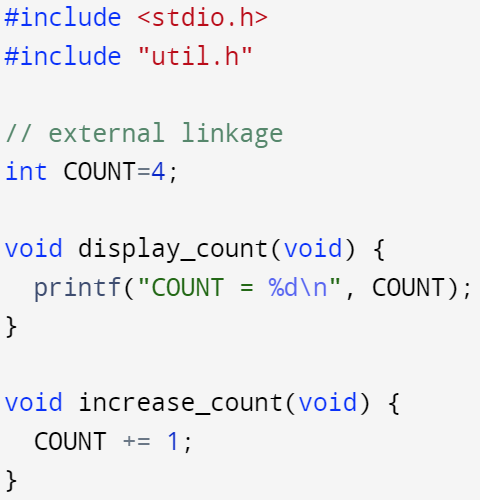 #include <stdio.h>
#include "util.h"

// external linkage
int COUNT=4;

void display_count(void) {
  printf("COUNT = %d\n", COUNT);
}

void increase_count(void) {
  COUNT += 1;
}